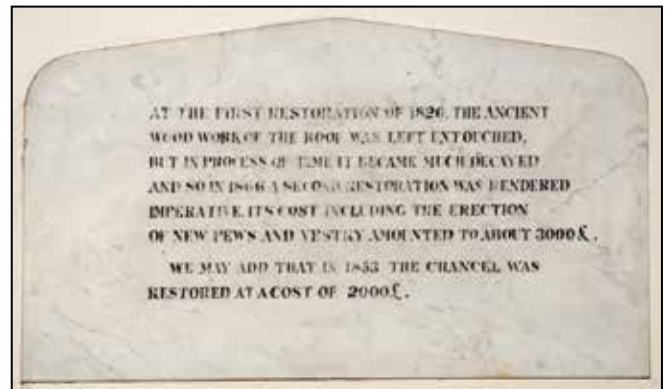 AT THE FIRST RESTORATION OF 1826, THE ANCIENT
WOOD WORK OF THE ROOF WAS LEFT UNTOUCHED,
BUT IN PROCESS OF TIME IT BECAME MUCH DECAYED
AND SO IN 1866 A SECOND RESTORATION WAS RENDERED
IMPERATIVE. ITS COST INCLUDING THE ERECTION
OF NEW PEWS AND VESTRY AMOUNTED TO ABOUT 3000£.
WE MAY ADD THAT IN 1853 THE CHANCEL WAS
RESTORED AT A COST OF 2000£.